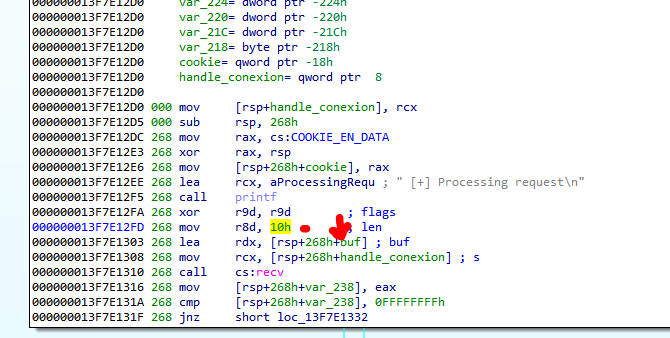 000000013F7E12D0 var_224= dword ptr -224h
000000013F7E12D0 var_220= dword ptr -220h
000000013F7E12D0 var_21C= dword ptr -21Ch
000000013F7E12D0 var_218= byte ptr -218h
000000013F7E12D0 cookie= qword ptr -18h
000000013F7E12D0 handle_conexion= qword ptr 8
000000013F7E12D0
000000013F7E12D0 000 mov [rsp+handle_conexion], rcx
000000013F7E12D5 000 sub rsp, 268h
000000013F7E12DC 268 mov rax, cs:COOKIE_EN_DATA
000000013F7E12E3 268 xor rax, rsp
000000013F7E12E6 268 mov [rsp+268h+cookie], rax
000000013F7E12EE 268 lea rcx, aProcessingRequ ; " [+] Processing request\n"
000000013F7E12F5 268 call printf
000000013F7E12FA 268 xor r9d, r9d ; flags
000000013F7E12FD 268 mov r8d, 10h ; len
000000013F7E1303 268 lea rdx, [rsp+268h+buf] ; buf
000000013F7E1308 268 mov rcx, [rsp+268h+handle_conexion] ; s
000000013F7E1310 268 call cs:recv
000000013F7E1316 268 mov [rsp+268h+var_238], eax
000000013F7E131A 268 cmp [rsp+268h+var_238], 0FFFFFFFFh
000000013F7E131F 268 jnz short loc_13F7E1332